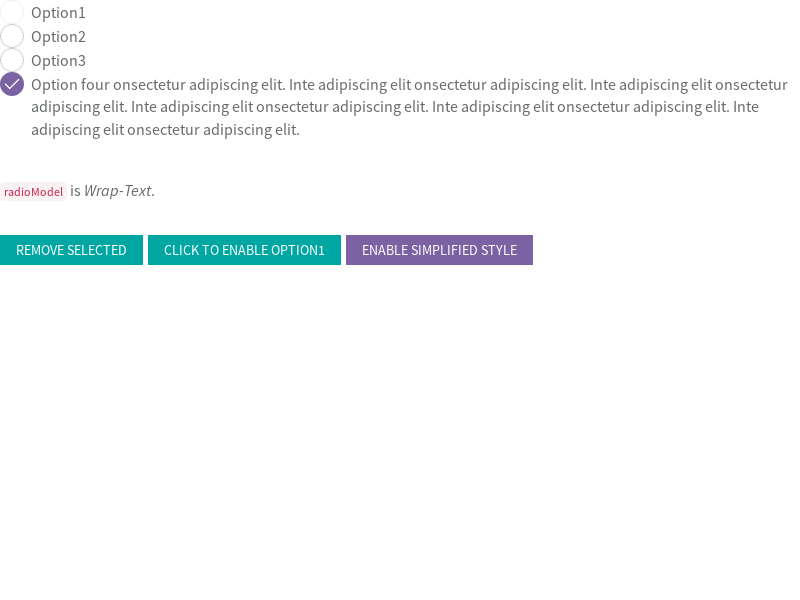 Option1
Option2
Option3
Option four onsectetur adipiscing elit. Inte adipiscing elit onsectetur adipiscing elit. Inte adipiscing elit onsectetur
adipiscing elit. Inte adipiscing elit onsectetur adipiscing elit. Inte adipiscing elit onsectetur adipiscing elit. Inte
adipiscing elit onsectetur adipiscing elit.
radioModel is Wrap-Text.
REMOVE SELECTED CLICK TO ENABLE OPTION1 ENABLE SIMPLIFIED STYLE